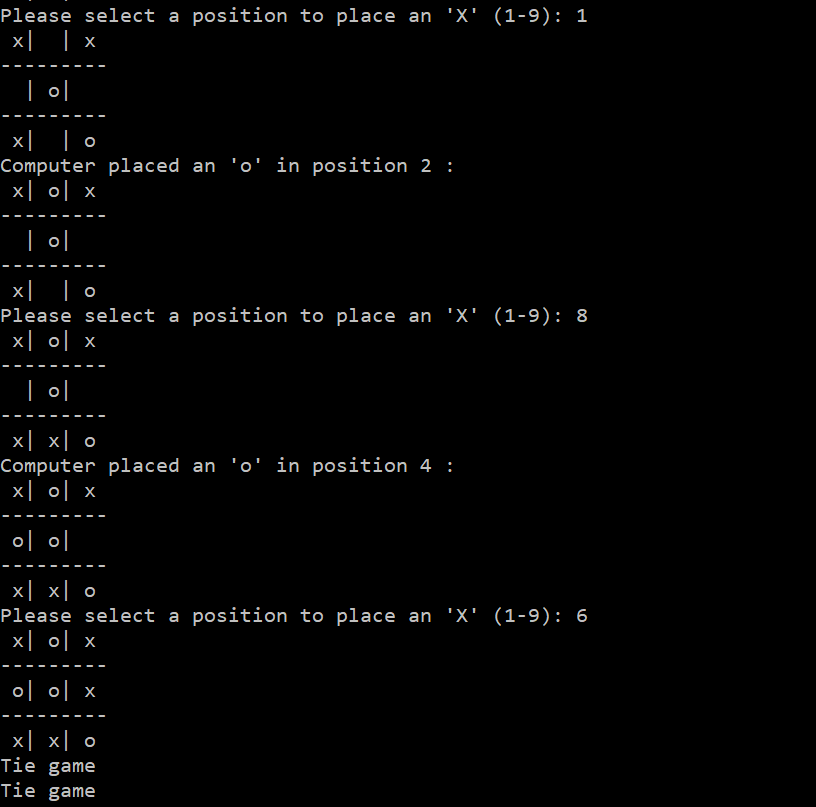 Please select a position to place an 'X' (1-9): 1
 x|  | x
---------
  | o|
---------
 x|  | o
Computer placed an 'o' in position 2 :
 x| o| x
---------
  | o|
---------
 x|  | o
Please select a position to place an 'X' (1-9): 8
 x| o| x
---------
  | o|
---------
 x| x| o
Computer placed an 'o' in position 4 :
 x| o| x
---------
 o| o|
---------
 x| x| o
Please select a position to place an 'X' (1-9): 6
 x| o| x
---------
 o| o| x
---------
 x| x| o
Tie game
Tie game